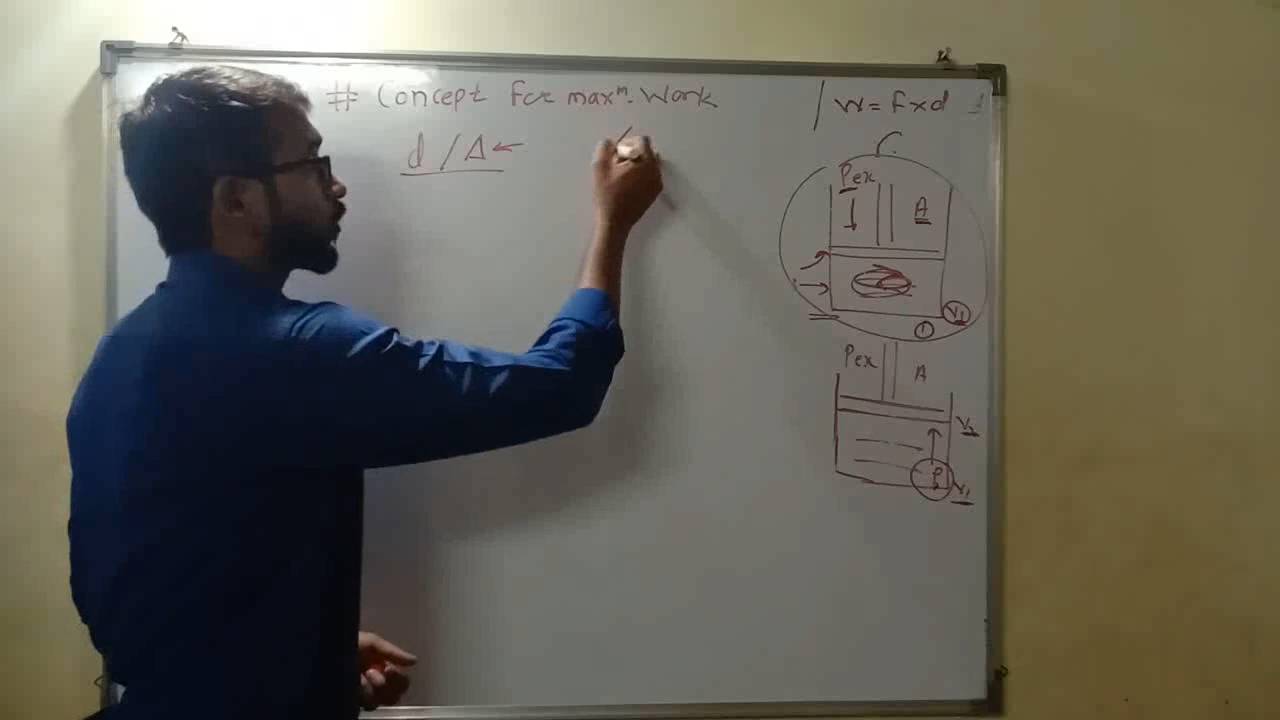 # Concept For maxᵐ. Work
d / Δ ←
W = F x d
Pex
A
V₁
①
Pex
A
V₂
P
V₁